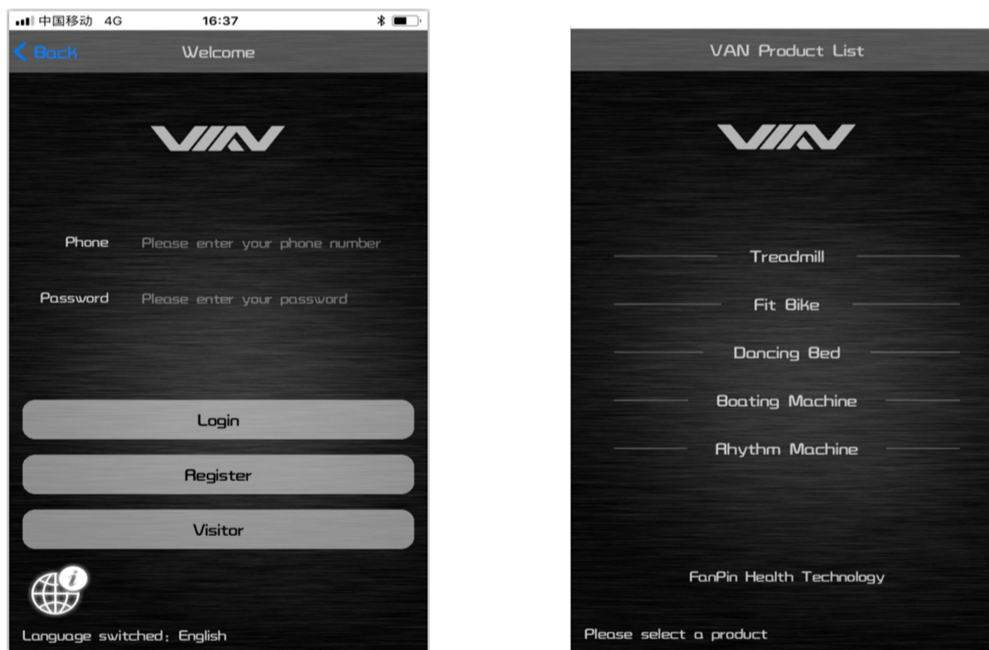 中国移动 4G 16:37
Back Welcome
VAN
Phone Please enter your phone number
Password Please enter your password
Login
Register
Visitor
i
Language switched: English
VAN Product List
VAN
Treadmill
Fit Bike
Dancing Bed
Boating Machine
Rhythm Machine
FanPin Health Technology
Please select a product